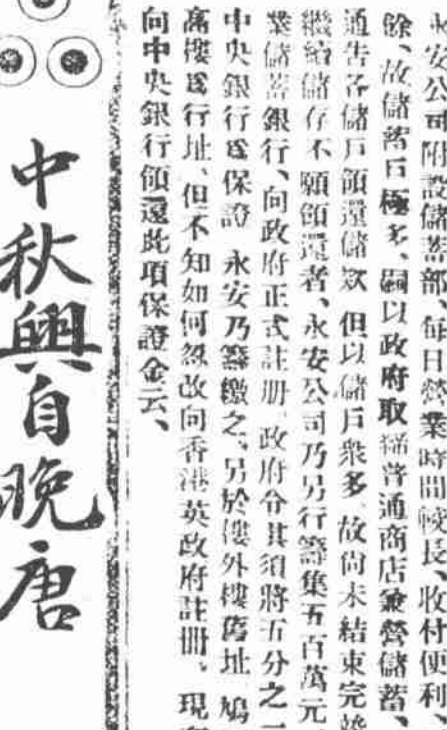 永安公司附設儲蓄部、每日營業時間較長、收付便利、
餘、故儲蓄戶極多、嗣以政府取締普通商店兼營儲蓄、
通告各儲戶領還儲欵 但以儲戶衆多、故尙未結束完竣
繼續儲存不願領還者、永安公司乃另行籌集五百萬元
業儲蓄銀行、向政府正式註册 政府令其須將五分之一
中央銀行爲保證 永安乃籌繳之、另於樓外樓舊址 鳩
高樓爲行址、但不知如何忽改向香港英政府註册、現
向中央銀行領還此項保證金云、
中秋興自晚唐